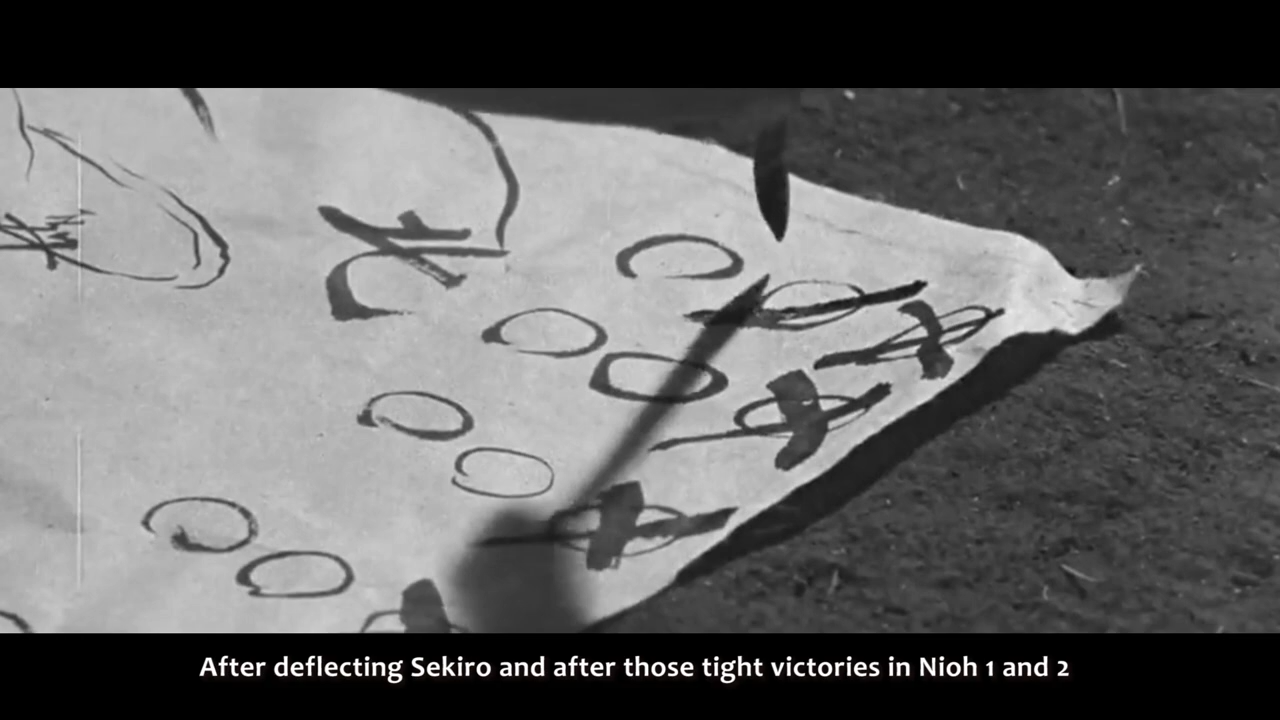 After deflecting Sekiro and after those tight victories in Nioh 1 and 2